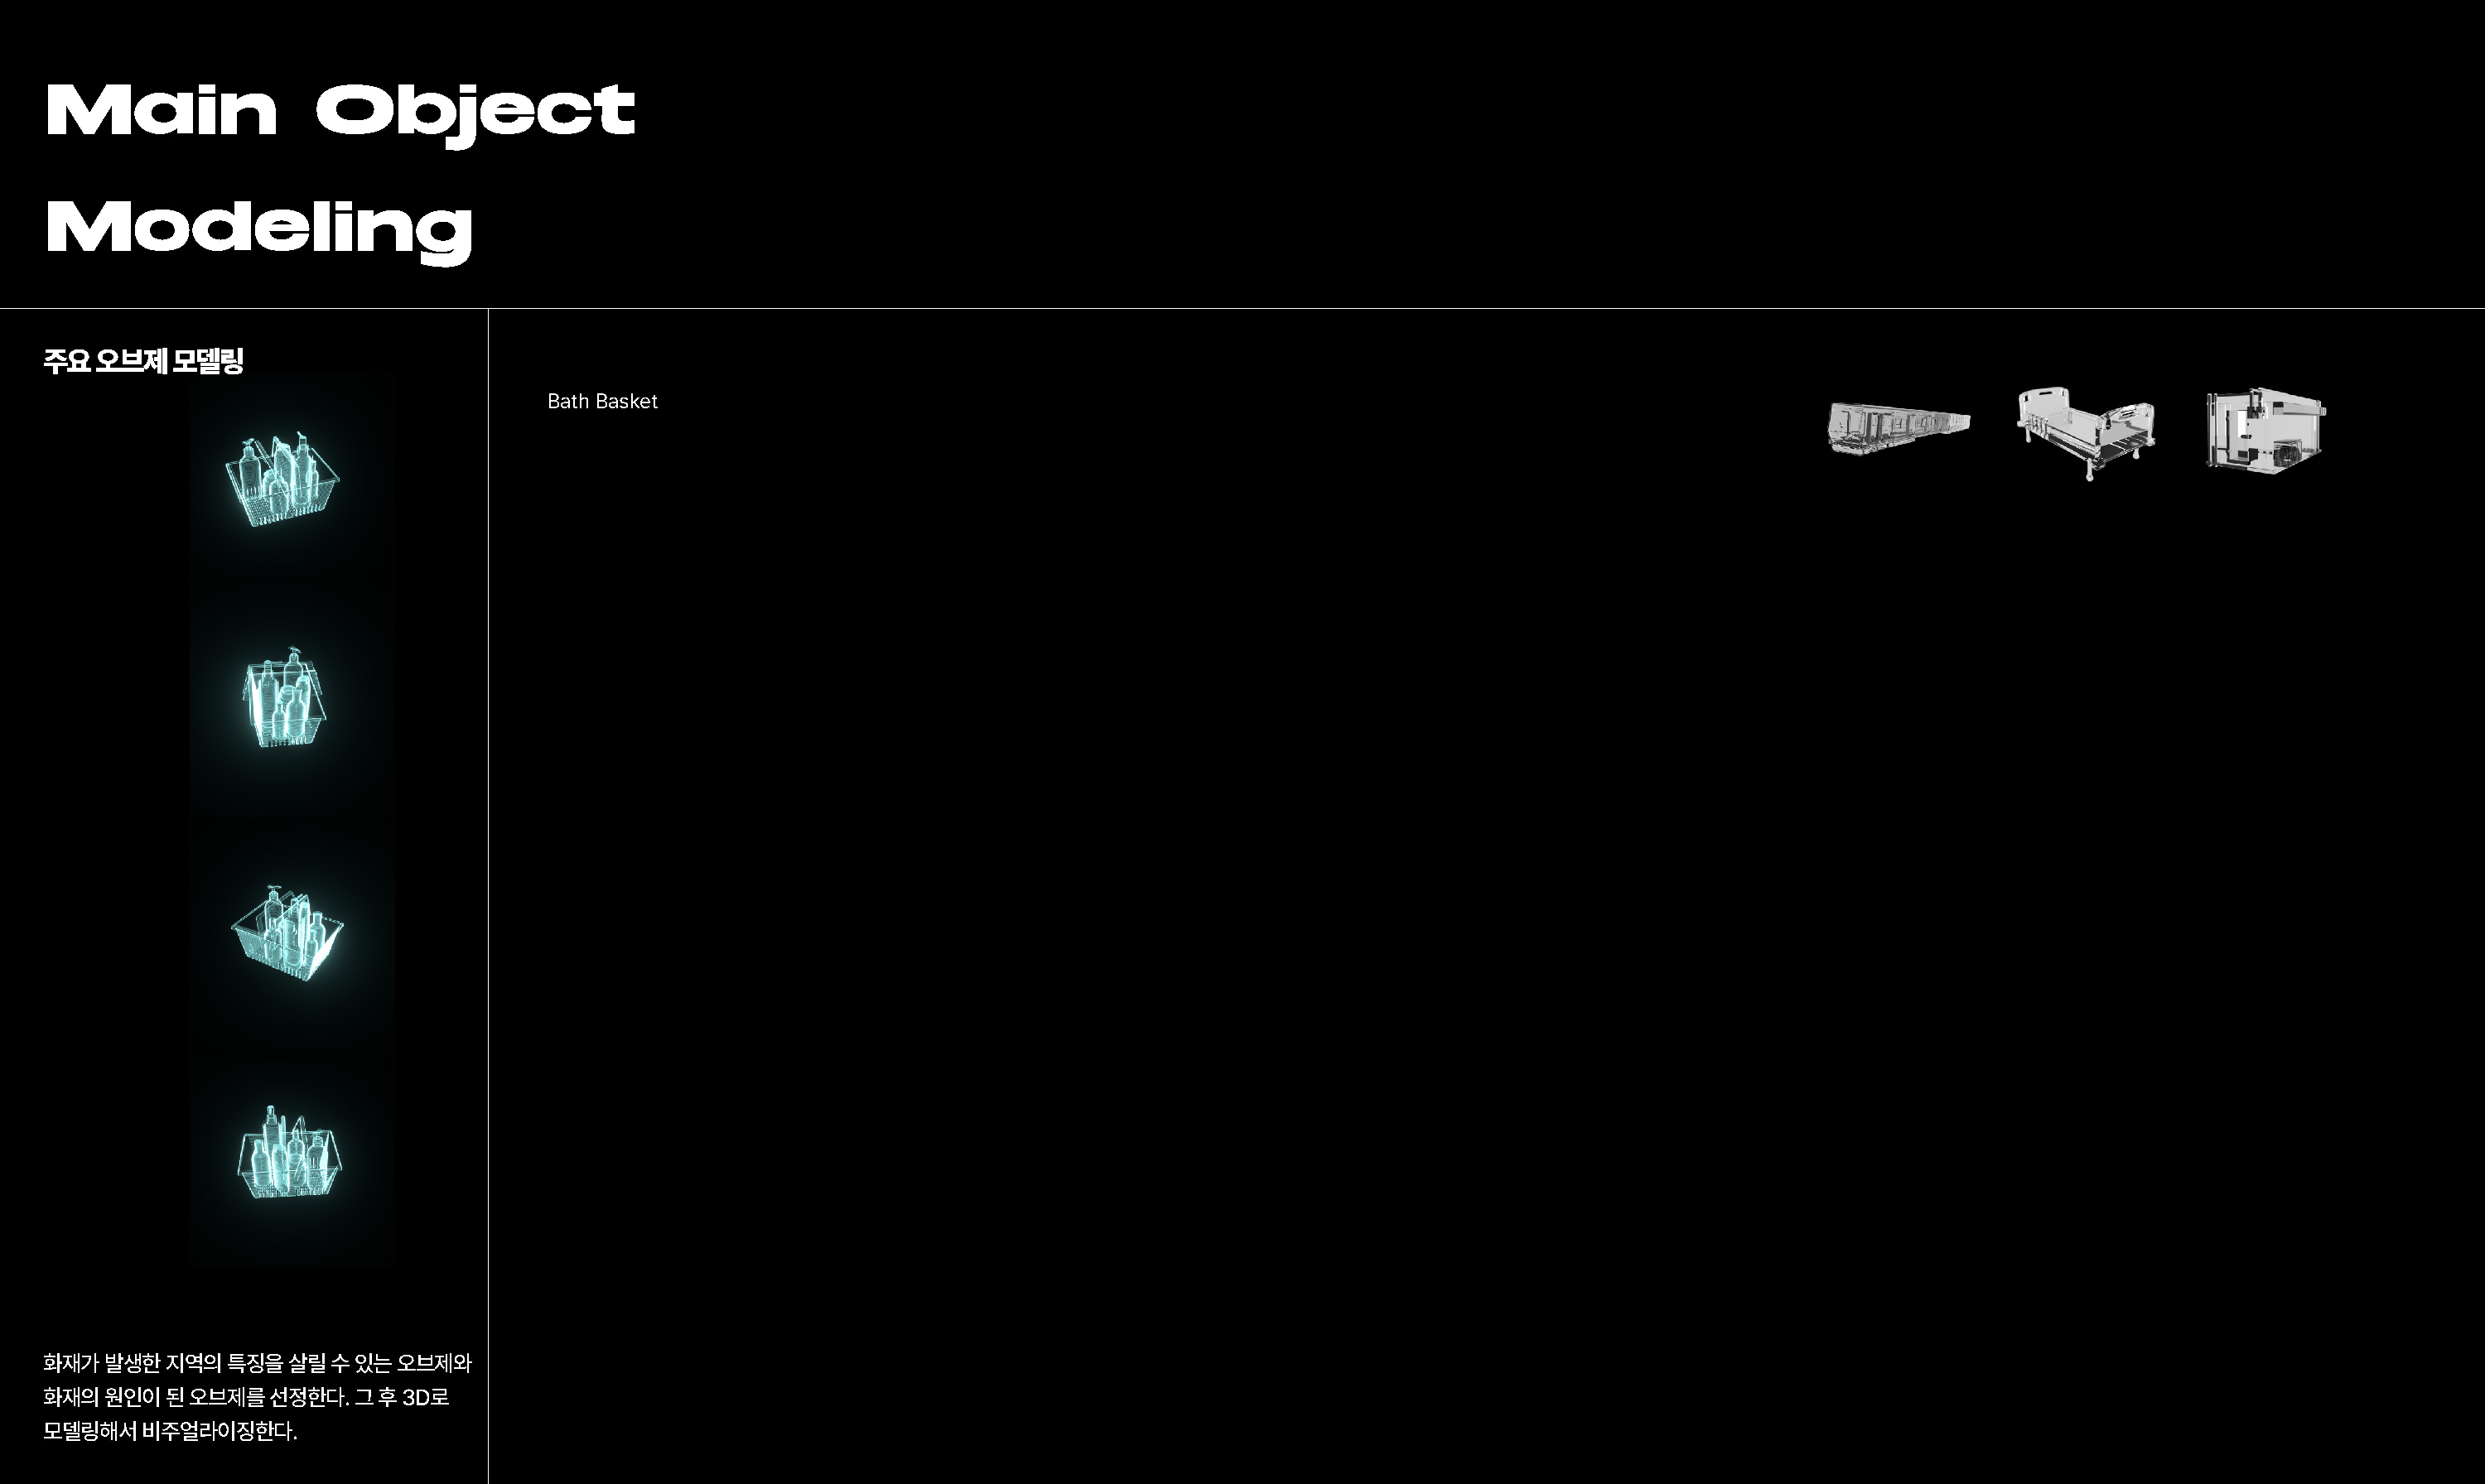 Main Object
Modeling
주요 오브제 모델링
Bath Basket
화재가 발생한 지역의 특징을 살릴 수 있는 오브제와
화재의 원인이 된 오브제를 선정한다. 그 후 3D로
모델링해서 비주얼라이징한다.